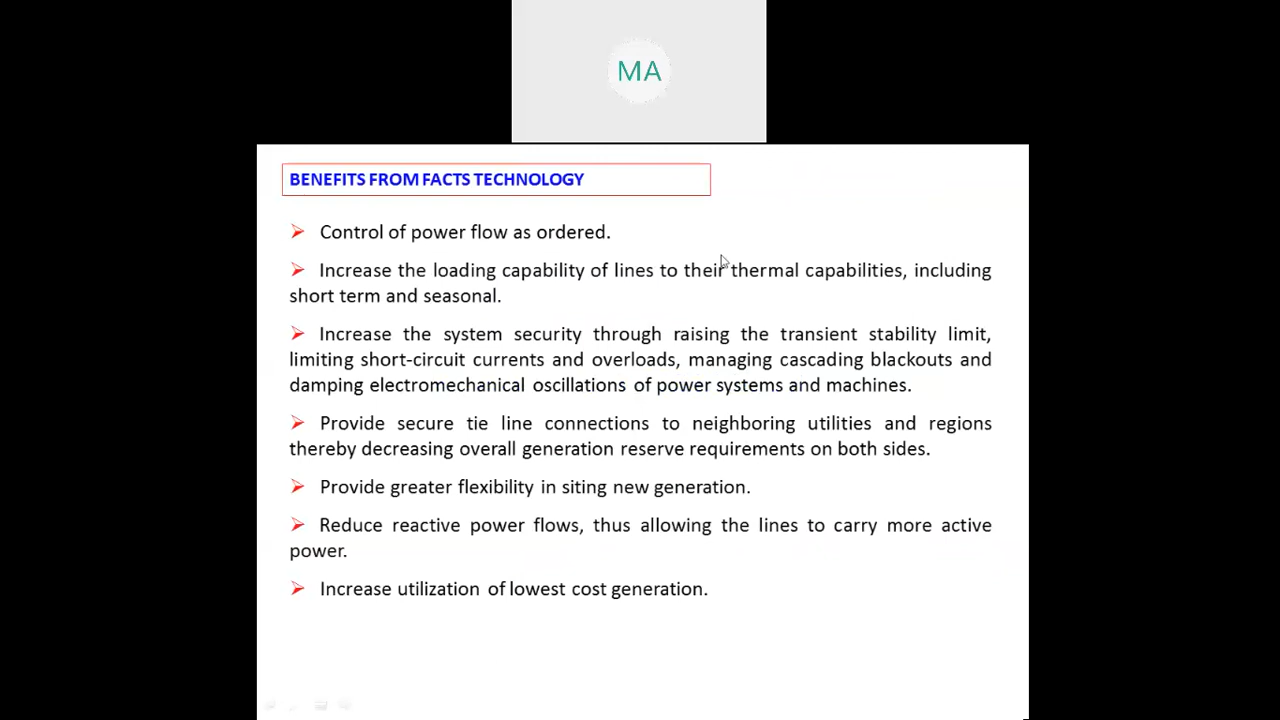 MA
BENEFITS FROM FACTS TECHNOLOGY
➢ Control of power flow as ordered.
➢ Increase the loading capability of lines to their thermal capabilities, including
short term and seasonal.
➢ Increase the system security through raising the transient stability limit,
limiting short-circuit currents and overloads, managing cascading blackouts and
damping electromechanical oscillations of power systems and machines.
➢ Provide secure tie line connections to neighboring utilities and regions
thereby decreasing overall generation reserve requirements on both sides.
➢ Provide greater flexibility in siting new generation.
➢ Reduce reactive power flows, thus allowing the lines to carry more active
power.
➢ Increase utilization of lowest cost generation.